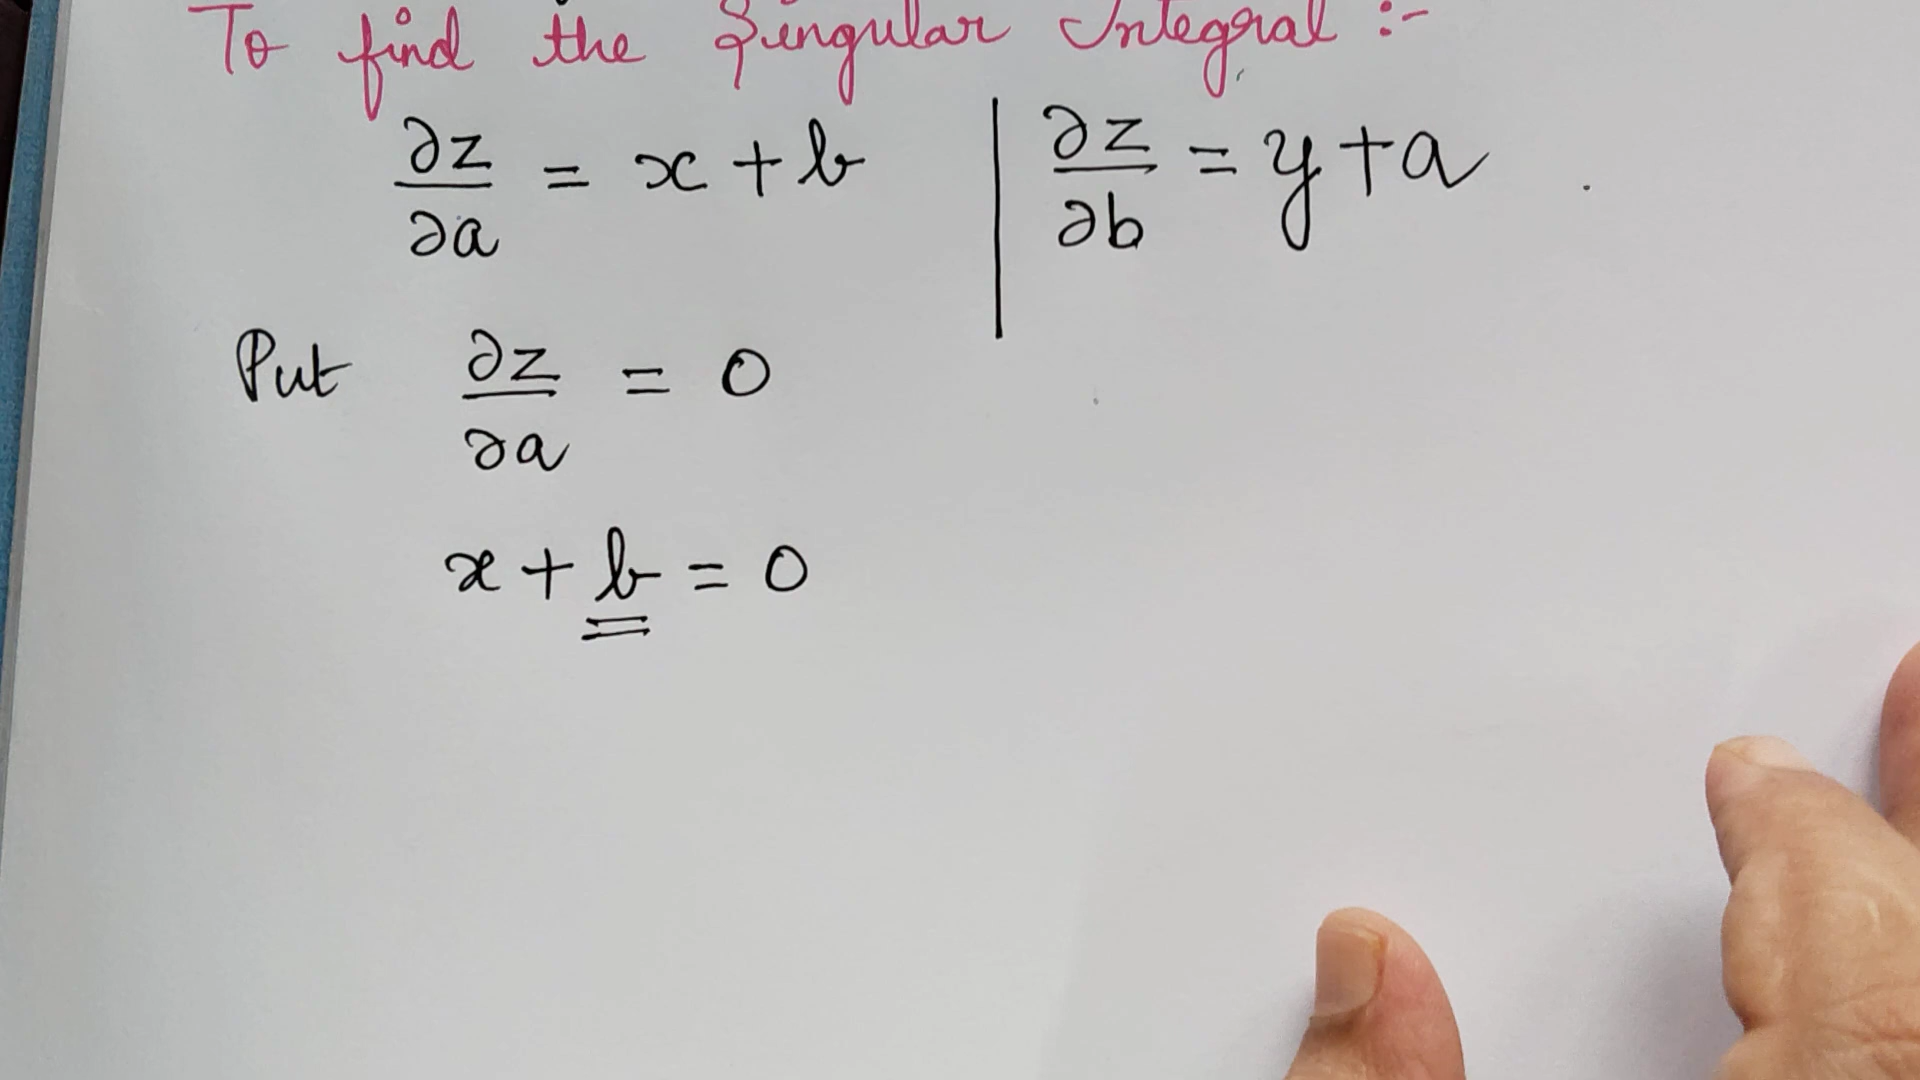 To find the Singular Integral :-
∂z/∂a = x + b | ∂z/∂b = y + a
Put ∂z/∂a = 0
x + b = 0